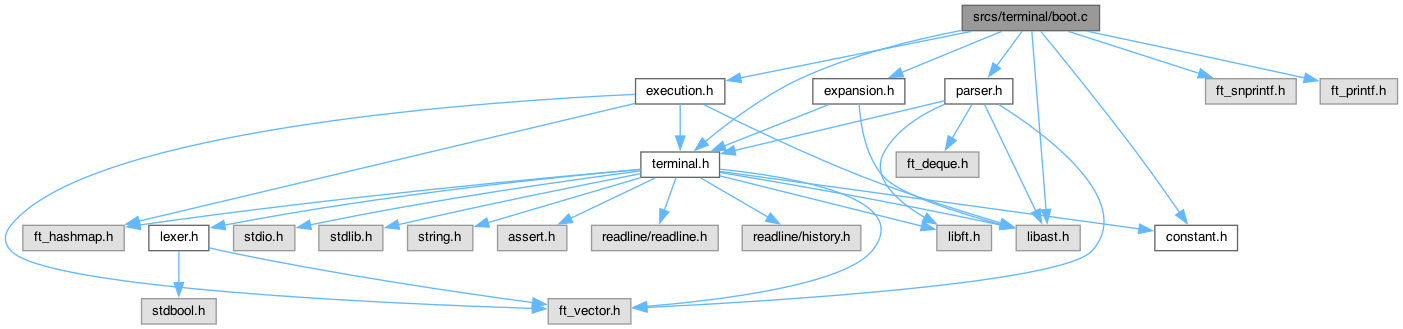 srcs/terminal/boot.c
execution.h
expansion.h
parser.h
ft_snprintf.h
ft_printf.h
terminal.h
ft_deque.h
ft_hashmap.h
lexer.h
stdio.h
stdlib.h
string.h
assert.h
readline/readline.h
readline/history.h
libft.h
libast.h
constant.h
stdbool.h
ft_vector.h